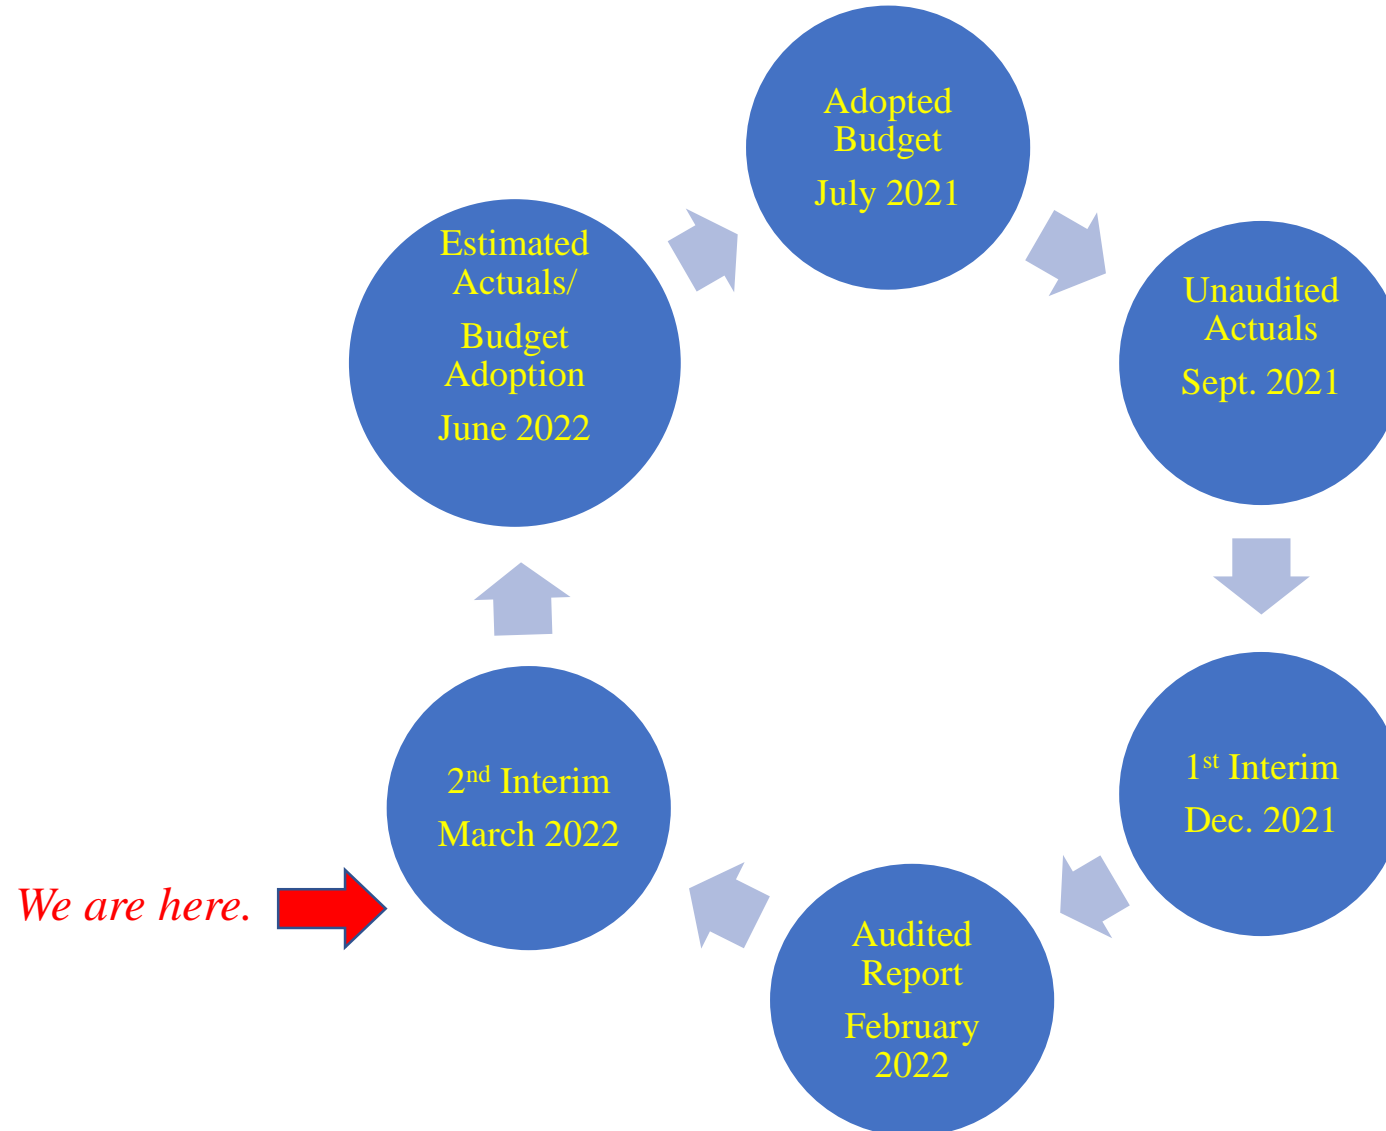 Adopted
Budget
July 2021
Unaudited
Actuals
Sept. 2021
1st Interim
Dec. 2021
Audited
Report
February
2022
2nd Interim
March 2022
We are here.
Estimated
Actuals/
Budget
Adoption
June 2022